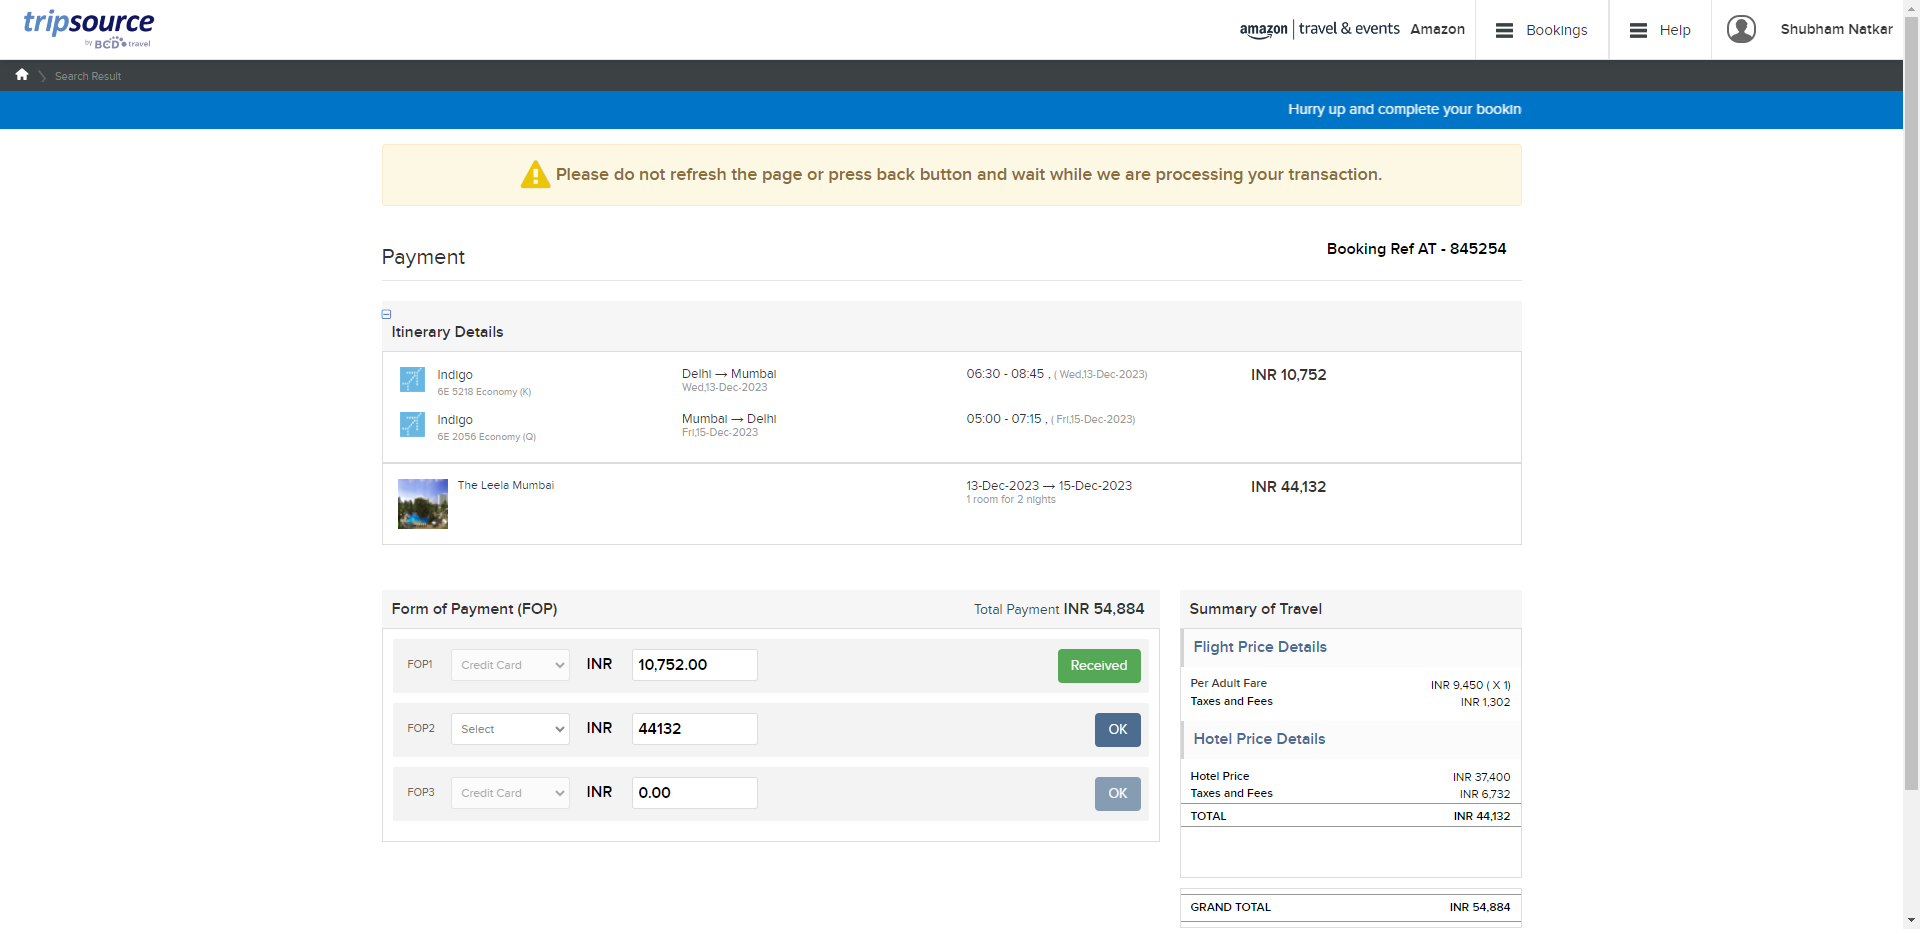 tripsource
by BCD travel
amazon | travel & events Amazon
Bookings
Help
Shubham Natkar
Search Result
Hurry up and complete your bookin
Please do not refresh the page or press back button and wait while we are processing your transaction.
Payment
Booking Ref AT - 845254
Itinerary Details
Indigo Delhi → Mumbai 06:30 - 08:45 , ( Wed,13-Dec-2023) INR 10,752
6E 5218 Economy (K) Wed,13-Dec-2023
Indigo Mumbai → Delhi 05:00 - 07:15 , ( Fri,15-Dec-2023)
6E 2056 Economy (Q) Fri,15-Dec-2023
The Leela Mumbai 13-Dec-2023 → 15-Dec-2023 INR 44,132
1 room for 2 nights
Form of Payment (FOP) Total Payment INR 54,884
FOP1 Credit Card INR 10,752.00 Received
FOP2 Select INR 44132 OK
FOP3 Credit Card INR 0.00 OK
Summary of Travel
Flight Price Details
Per Adult Fare INR 9,450 ( X 1)
Taxes and Fees INR 1,302
Hotel Price Details
Hotel Price INR 37,400
Taxes and Fees INR 6,732
TOTAL INR 44,132
GRAND TOTAL INR 54,884